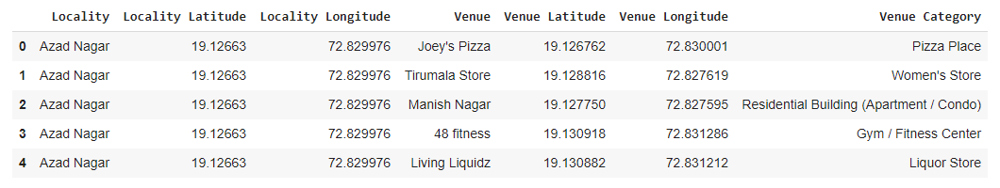 Locality Locality Latitude Locality Longitude Venue Venue Latitude Venue Longitude Venue Category
0 Azad Nagar 19.12663 72.829976 Joey's Pizza 19.126762 72.830001 Pizza Place
1 Azad Nagar 19.12663 72.829976 Tirumala Store 19.128816 72.827619 Women's Store
2 Azad Nagar 19.12663 72.829976 Manish Nagar 19.127750 72.827595 Residential Building (Apartment / Condo)
3 Azad Nagar 19.12663 72.829976 48 fitness 19.130918 72.831286 Gym / Fitness Center
4 Azad Nagar 19.12663 72.829976 Living Liquidz 19.130882 72.831212 Liquor Store